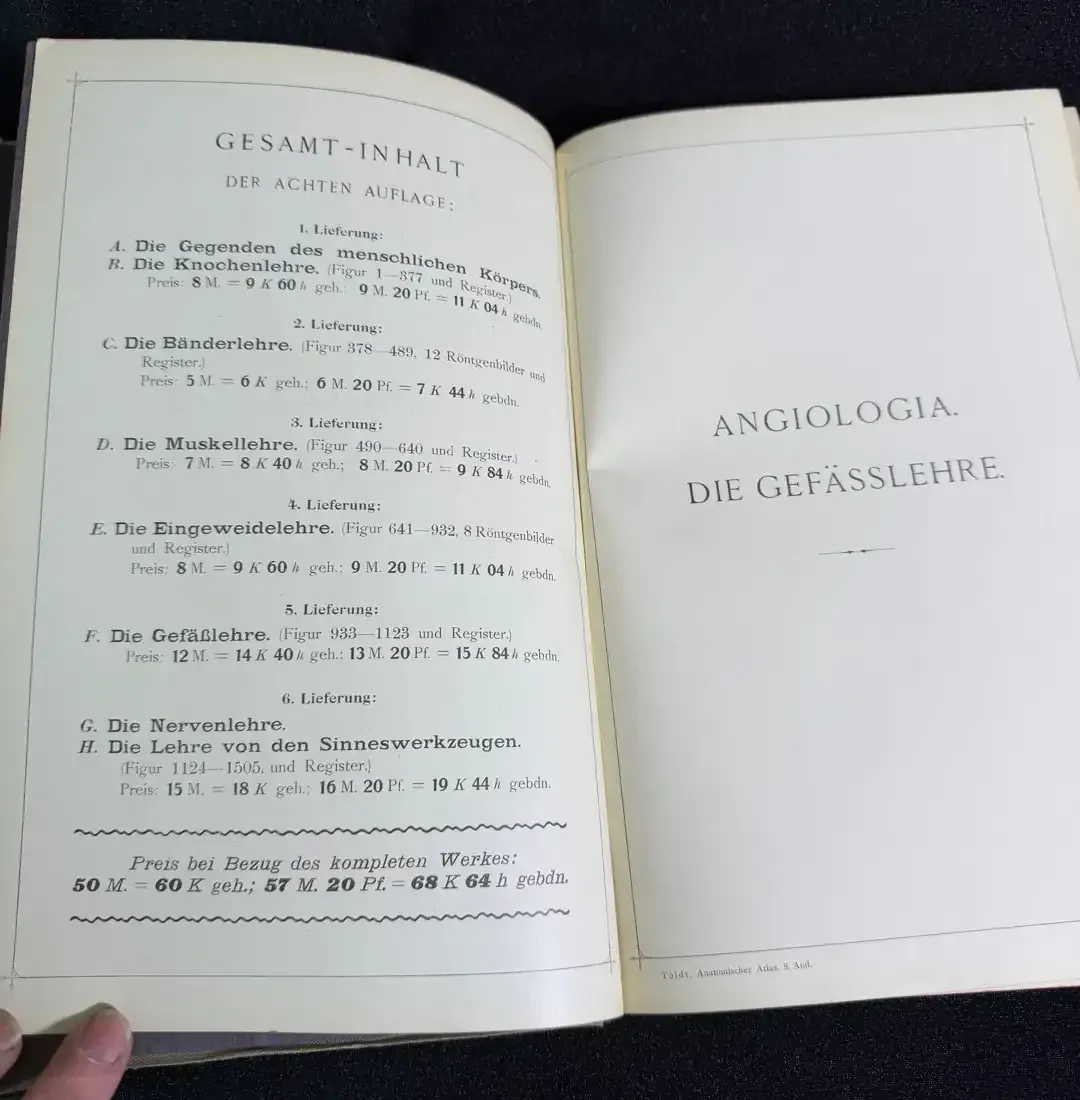 GESAMT-INHALT
DER ACHTEN AUFLAGE:
1. Lieferung:
A. Die Gegenden des menschlichen Körpers.
B. Die Knochenlehre. (Figur 1—377 und Register.)
Preis: 8 M. = 9 K 60 h geh.; 9 M. 20 Pf. = 11 K 04 h gebdn.
2. Lieferung:
C. Die Bänderlehre. (Figur 378—489, 12 Röntgenbilder und
Register.)
Preis: 5 M. = 6 K geh.; 6 M. 20 Pf. = 7 K 44 h gebdn.
3. Lieferung:
D. Die Muskellehre. (Figur 490—640 und Register.)
Preis: 7 M. = 8 K 40 h geh.; 8 M. 20 Pf. = 9 K 84 h gebdn.
4. Lieferung:
E. Die Eingeweidelehre. (Figur 641—932, 8 Röntgenbilder
und Register.)
Preis: 8 M. = 9 K 60 h geh.; 9 M. 20 Pf. = 11 K 04 h gebdn.
5. Lieferung:
F. Die Gefäßlehre. (Figur 933—1123 und Register.)
Preis: 12 M. = 14 K 40 h geh.; 13 M. 20 Pf. = 15 K 84 h gebdn.
6. Lieferung:
G. Die Nervenlehre.
H. Die Lehre von den Sinneswerkzeugen.
(Figur 1124—1505. und Register.)
Preis: 15 M. = 18 K geh.; 16 M. 20 Pf. = 19 K 44 h gebdn.
Preis bei Bezug des kompleten Werkes:
50 M. = 60 K geh.; 57 M. 20 Pf. = 68 K 64 h gebdn.
ANGIOLOGIA.
DIE GEFÄSSLEHRE.
Toldt, Anatomischer Atlas, 8. Aufl.